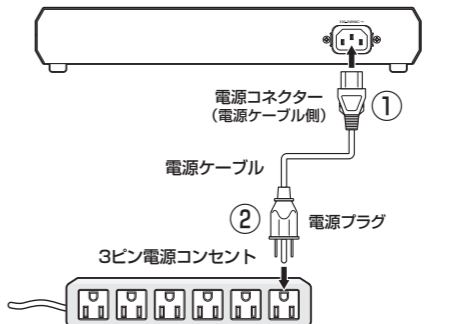 電源コネクター
（電源ケーブル側）
①
電源ケーブル
②
電源プラグ
3ピン電源コンセント